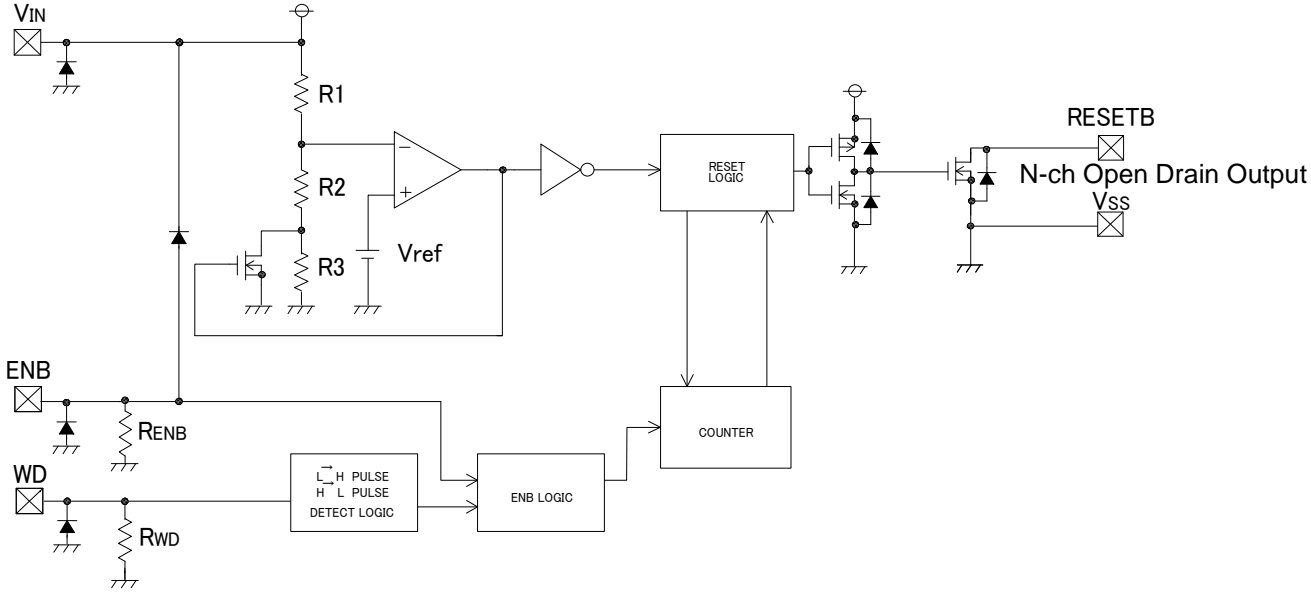 VIN
R1
R2
R3
−
+
Vref
RESET
LOGIC
RESETB
N-ch Open Drain Output
VSS
ENB
RENB
COUNTER
WD
RWD
L → H PULSE
H → L PULSE
DETECT LOGIC
ENB LOGIC